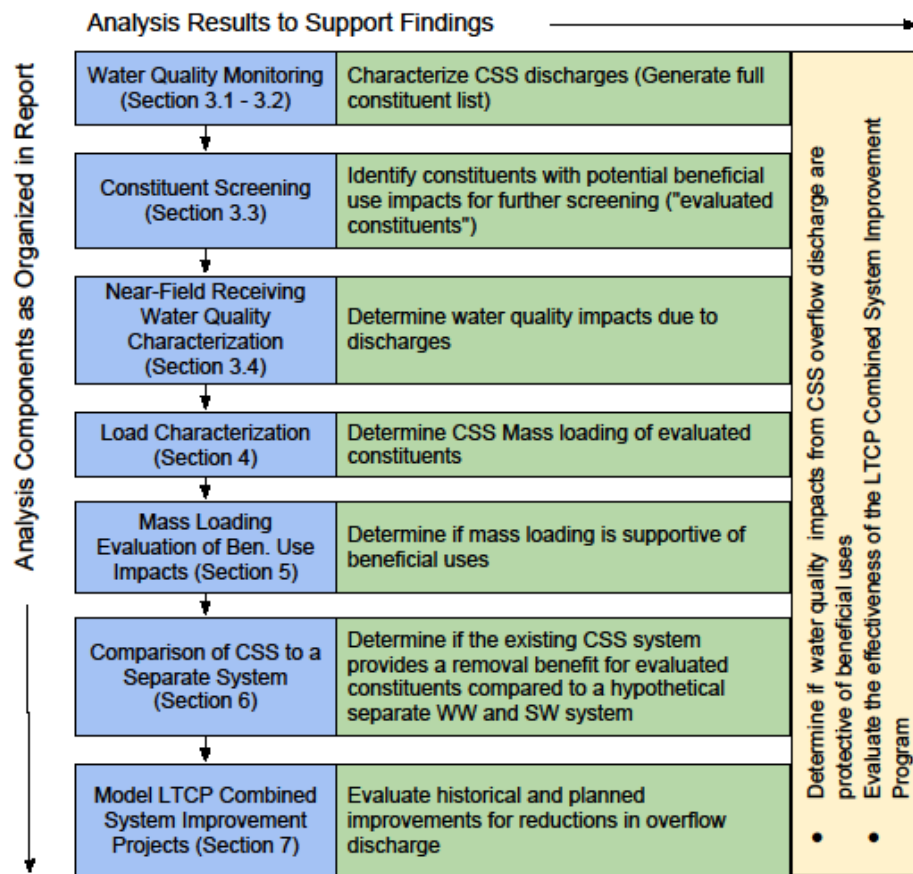 Analysis Results to Support Findings
Analysis Components as Organized in Report
Water Quality Monitoring
(Section 3.1 - 3.2)
Characterize CSS discharges (Generate full
constituent list)
Constituent Screening
(Section 3.3)
Identify constituents with potential beneficial
use impacts for further screening ("evaluated
constituents")
Near-Field Receiving
Water Quality
Characterization
(Section 3.4)
Determine water quality impacts due to
discharges
Load Characterization
(Section 4)
Determine CSS Mass loading of evaluated
constituents
Mass Loading
Evaluation of Ben. Use
Impacts (Section 5)
Determine if mass loading is supportive of
beneficial uses
Comparison of CSS to a
Separate System
(Section 6)
Determine if the existing CSS system
provides a removal benefit for evaluated
constituents compared to a hypothetical
separate WW and SW system
Model LTCP Combined
System Improvement
Projects (Section 7)
Evaluate historical and planned
improvements for reductions in overflow
discharge
• Determine if water quality impacts from CSS overflow discharge are
protective of beneficial uses
• Evaluate the effectiveness of the LTCP Combined System Improvement
Program